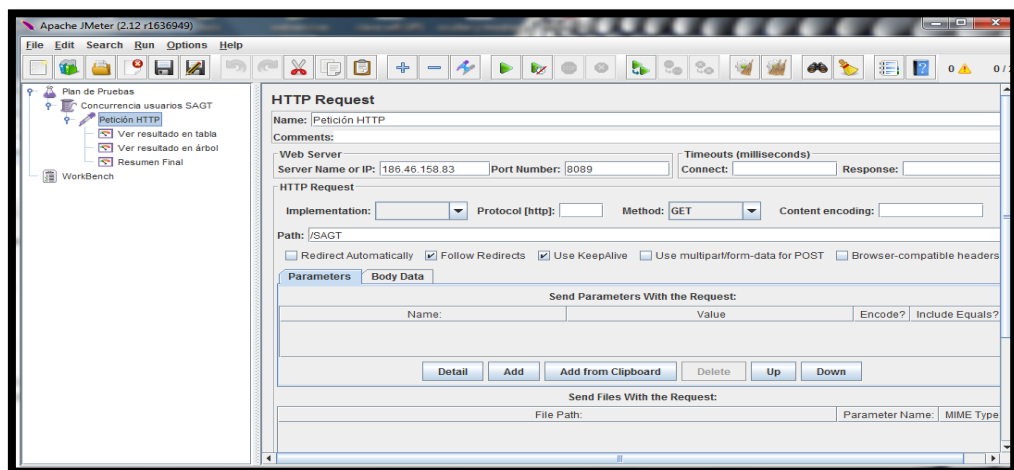 Apache JMeter (2.12 r1636949)
File Edit Search Run Options Help
0
0 /
Plan de Pruebas
Concurrencia usuarios SAGT
Petición HTTP
Ver resultado en tabla
Ver resultado en árbol
Resumen Final
WorkBench
HTTP Request
Name: Petición HTTP
Comments:
Web Server
Timeouts (milliseconds)
Server Name or IP: 186.46.158.83 Port Number: 8089 Connect: Response:
HTTP Request
Implementation: Protocol [http]: Method: GET Content encoding:
Path: /SAGT
Redirect Automatically Follow Redirects Use KeepAlive Use multipart/form-data for POST Browser-compatible headers
Parameters Body Data
Send Parameters With the Request:
Name: Value Encode? Include Equals?
Detail Add Add from Clipboard Delete Up Down
Send Files With the Request:
File Path: Parameter Name: MIME Type